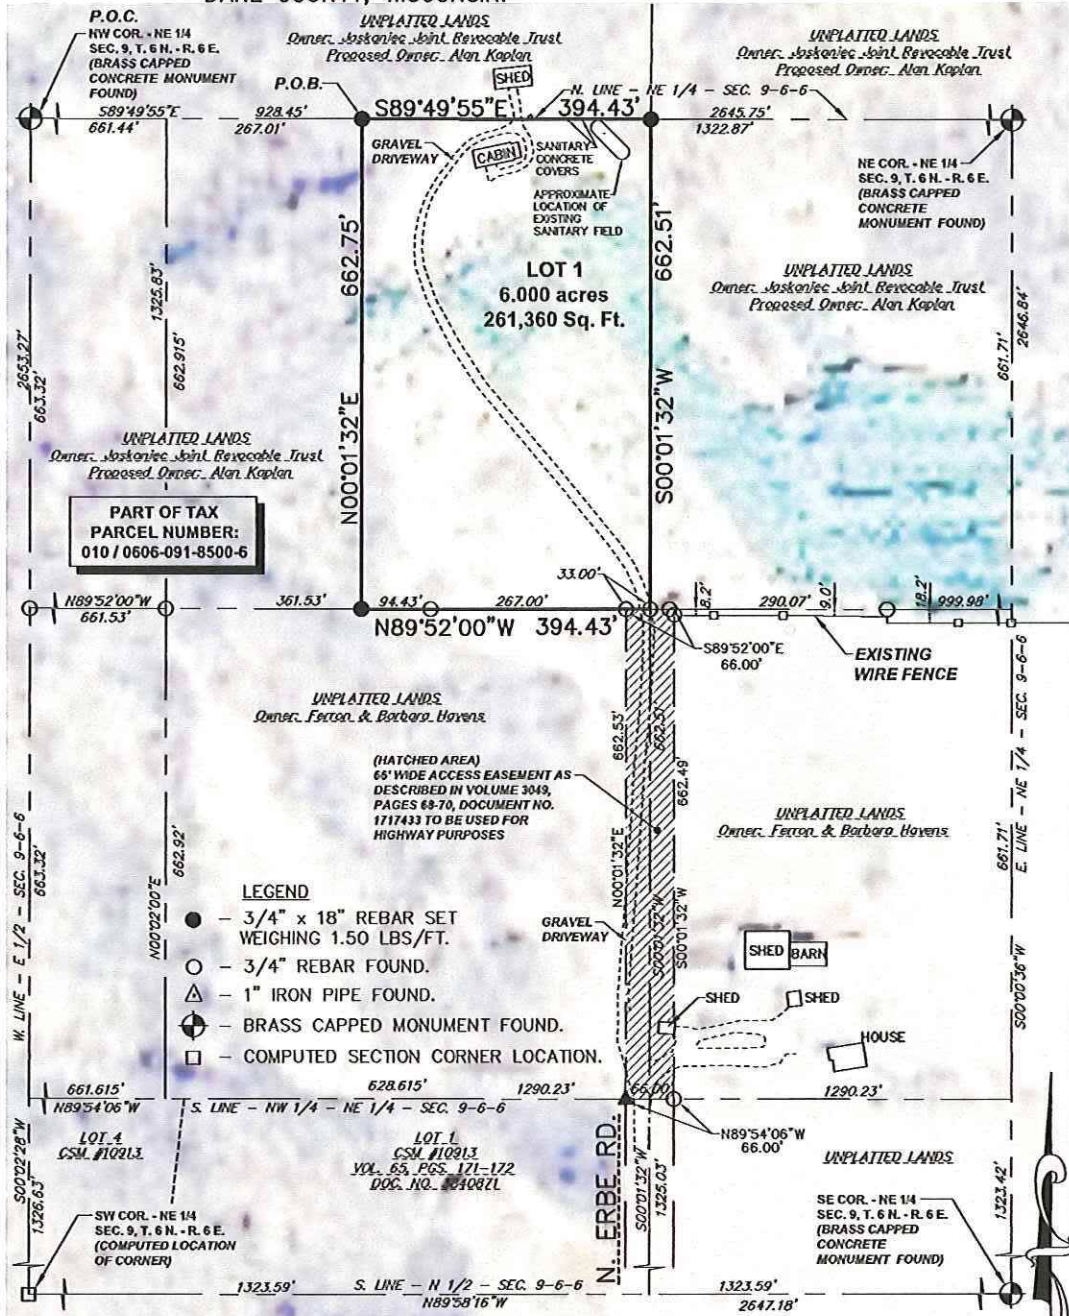 P.O.C.
NW COR. - NE 1/4
SEC. 9, T. 6 N. - R. 6 E.
(BRASS CAPPED
CONCRETE MONUMENT
FOUND)
UNPLATTED LANDS
Owner: Joskoniec Joint Revocable Trust
Proposed Owner: Alan Kaplan
UNPLATTED LANDS
Owner: Joskoniec Joint Revocable Trust
Proposed Owner: Alan Kaplan
P.O.B.
SHED
N. LINE - NE 1/4 - SEC. 9-6-6
S89°49'55"E
661.44'
928.45'
267.01'
S89°49'55"E 394.43'
2645.75'
1322.87'
GRAVEL
DRIVEWAY
CABIN
SANITARY
CONCRETE
COVERS
APPROXIMATE
LOCATION OF
EXISTING
SANITARY FIELD
NE COR. - NE 1/4
SEC. 9, T. 6 N. - R. 6 E.
(BRASS CAPPED
CONCRETE
MONUMENT FOUND)
662.75'
N00°01'32"E
662.51'
S00°01'32"W
LOT 1
6.000 acres
261,360 Sq. Ft.
UNPLATTED LANDS
Owner: Joskoniec Joint Revocable Trust
Proposed Owner: Alan Kaplan
2653.27'
663.32'
1325.83'
662.915'
661.71'
2646.84'
UNPLATTED LANDS
Owner: Joskoniec Joint Revocable Trust
Proposed Owner: Alan Kaplan
PART OF TAX
PARCEL NUMBER:
010 / 0606-091-8500-6
33.00'
N89°52'00"W
661.53'
361.53'
94.43'
267.00'
N89°52'00"W 394.43'
8.2'
290.07'
9.0'
18.2'
999.98'
S89°52'00"E
66.00'
EXISTING
WIRE FENCE
UNPLATTED LANDS
Owner: Ferron & Barbara Havens
(HATCHED AREA)
66' WIDE ACCESS EASEMENT AS
DESCRIBED IN VOLUME 3049,
PAGES 68-70, DOCUMENT NO.
1717433 TO BE USED FOR
HIGHWAY PURPOSES
662.53'
N00°01'32"E
662.51'
S00°01'32"W
662.49'
S00°01'32"W
UNPLATTED LANDS
Owner: Ferron & Barbara Havens
W. LINE - E 1/2 - SEC. 9-6-6
663.32'
662.92'
N00°02'00"E
661.71'
E. LINE - NE 1/4 - SEC. 9-6-6
S00°00'36"W
LEGEND
3/4" x 18" REBAR SET
WEIGHING 1.50 LBS/FT.
3/4" REBAR FOUND.
1" IRON PIPE FOUND.
BRASS CAPPED MONUMENT FOUND.
COMPUTED SECTION CORNER LOCATION.
GRAVEL
DRIVEWAY
SHED
BARN
SHED
SHED
HOUSE
661.615'
N89°54'06"W
628.615'
1290.23'
66.00'
1290.23'
S. LINE - NW 1/4 - NE 1/4 - SEC. 9-6-6
N89°54'06"W
66.00'
LOT 4
CSM #10913
LOT 1
CSM #10913
VOL. 65, PGS. 171-172
UNPLATTED LANDS
S00°02'28"W
1326.63'
N. ERBE RD.
S00°01'32"W
1325.03'
1323.42'
SW COR. - NE 1/4
SEC. 9, T. 6 N. - R. 6 E.
(COMPUTED LOCATION
OF CORNER)
SE COR. - NE 1/4
SEC. 9, T. 6 N. - R. 6 E.
(BRASS CAPPED
CONCRETE
MONUMENT FOUND)
1323.59'
S. LINE - N 1/2 - SEC. 9-6-6
N89°58'16"W
1323.59'
2647.18'